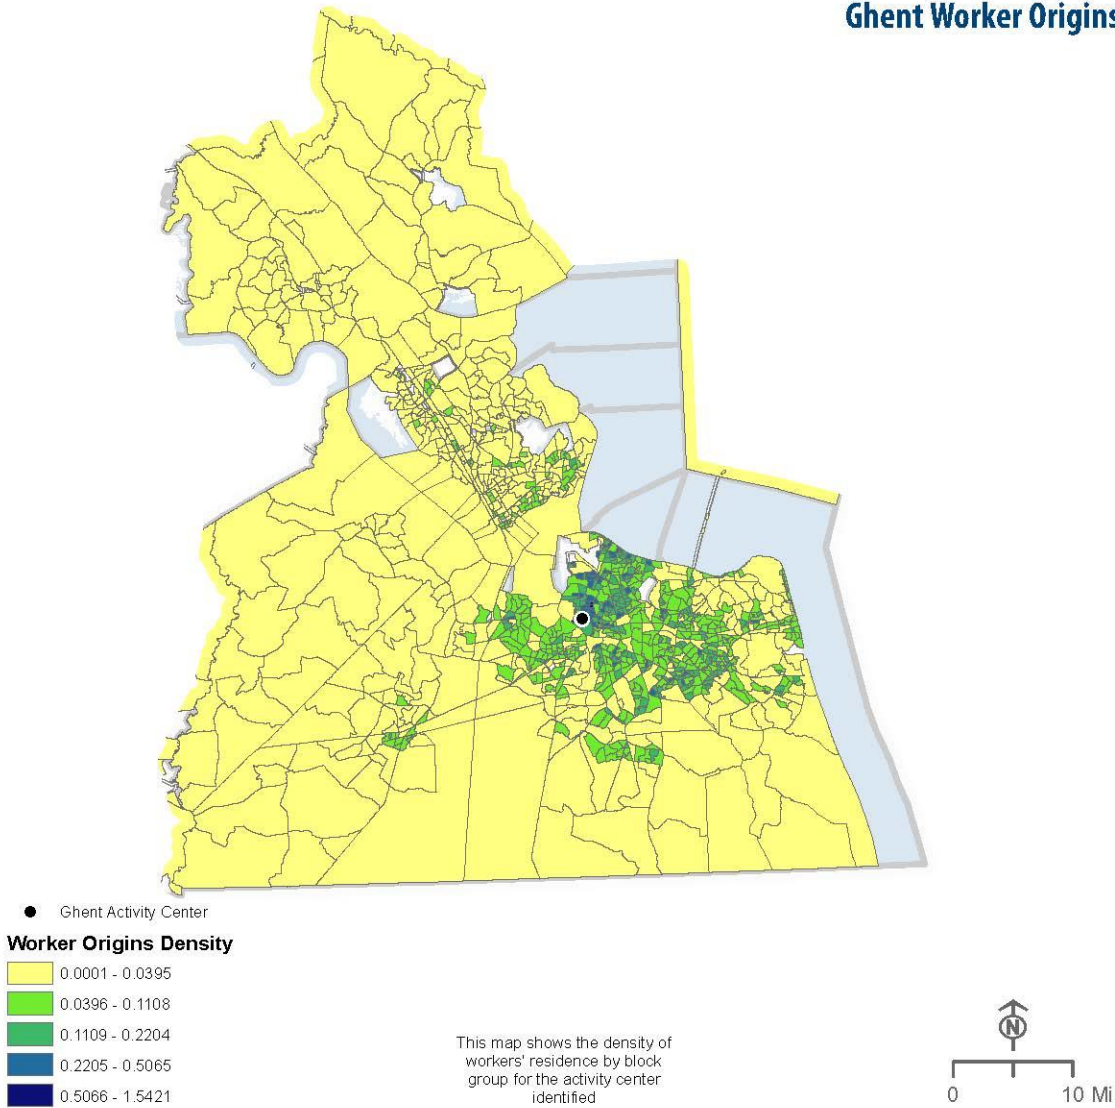 Ghent Worker Origins
Ghent Activity Center
Worker Origins Density
0.0001 - 0.0395
0.0396 - 0.1108
0.1109 - 0.2204
0.2205 - 0.5065
0.5066 - 1.5421
This map shows the density of
workers' residence by block
group for the activity center
identified
N
0 10 Mi